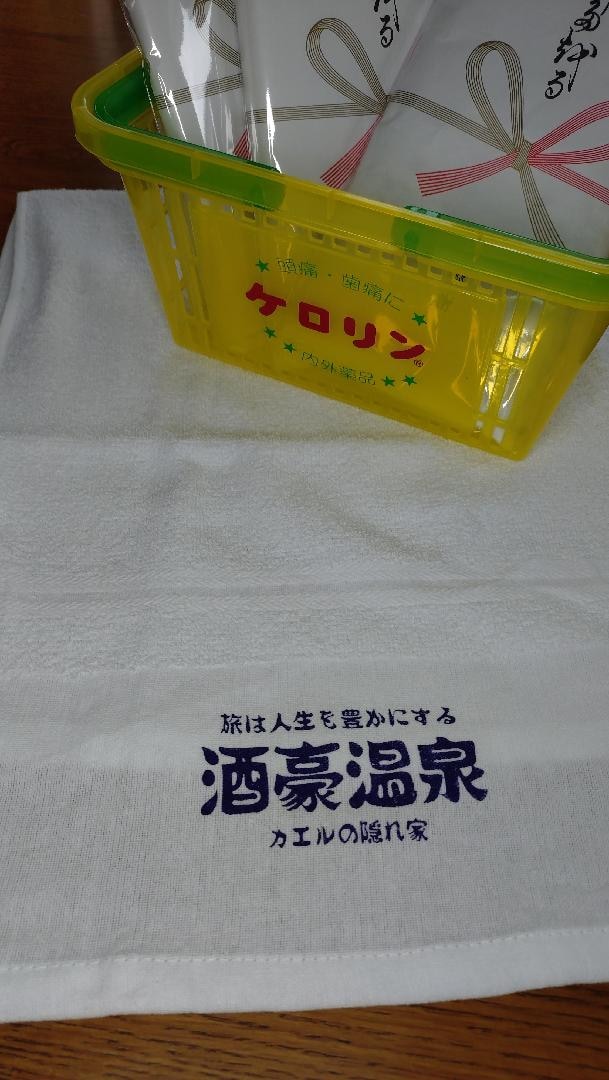 頭痛・歯痛に
ケロリン®
内外薬品
旅は人生を豊かにする
酒豪温泉
カエルの隠れ家